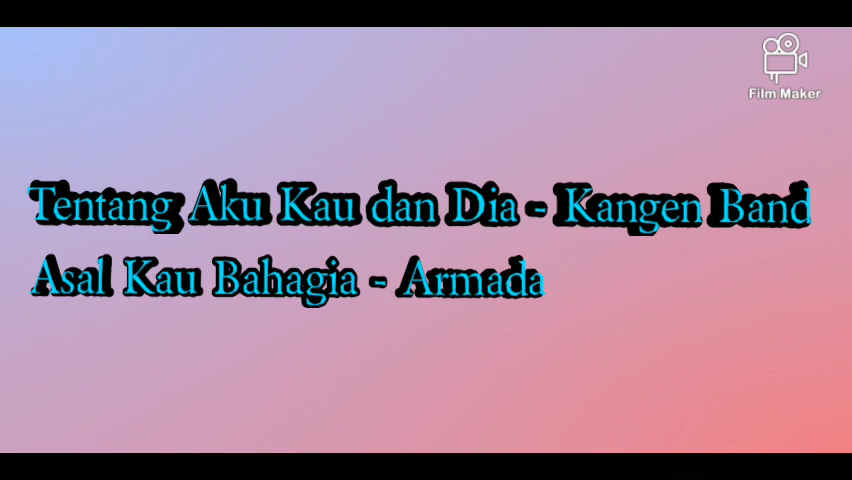 Film Maker
Tentang Aku Kau dan Dia - Kangen Band
Asal Kau Bahagia - Armada